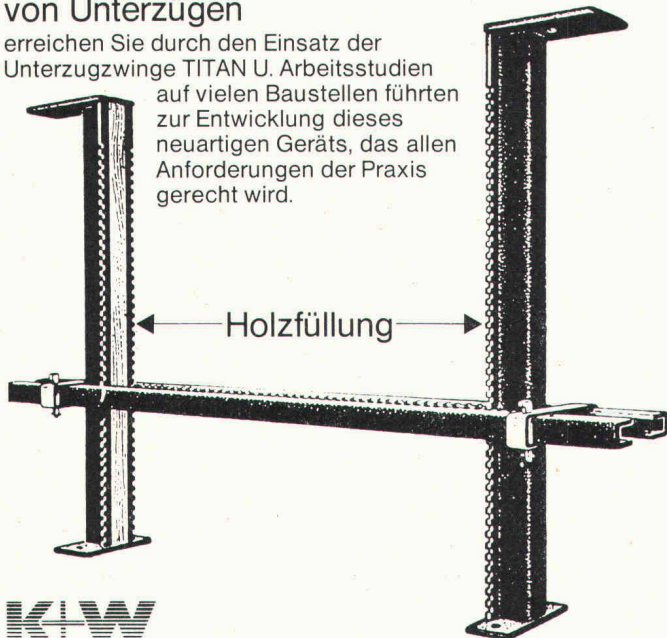 von Unterzügen
erreichen Sie durch den Einsatz der
Unterzugzwinge TITAN U. Arbeitsstudien
auf vielen Baustellen führten
zur Entwicklung dieses
neuartigen Geräts, das allen
Anforderungen der Praxis
gerecht wird.
Holzfüllung
K+W